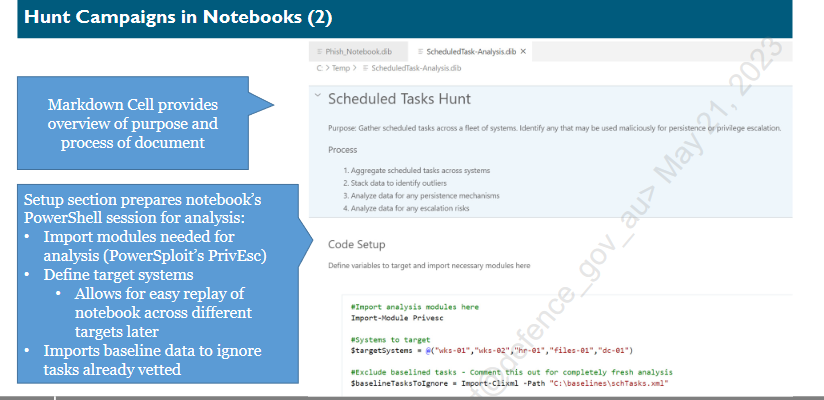 Hunt Campaigns in Notebooks (2)
Phish_Notebook.dib
ScheduledTask-Analysis.dib
C: > Temp > ScheduledTask-Analysis.dib
Markdown Cell provides
overview of purpose and
process of document
Scheduled Tasks Hunt
Purpose: Gather scheduled tasks across a fleet of systems. Identify any that may be used maliciously for persistence or privilege escalation.
Process
1. Aggregate scheduled tasks across systems
2. Stack data to identify outliers
3. Analyze data for any persistence mechanisms
4. Analyze data for any escalation risks
Setup section prepares notebook's
PowerShell session for analysis:
• Import modules needed for
analysis (PowerSploit's PrivEsc)
• Define target systems
• Allows for easy replay of
notebook across different
targets later
• Imports baseline data to ignore
tasks already vetted
Code Setup
Define variables to target and import necessary modules here
#Import analysis modules here
Import-Module Privesc
#Systems to target
$targetSystems = @("wks-01","wks-02","hr-01","files-01","dc-01")
#Exclude baselined tasks - Comment this out for completely fresh analysis
$baselineTasksToIgnore = Import-Clixml -Path "C:\baselines\schTasks.xml"
@defence_gov_au> May 21, 2023